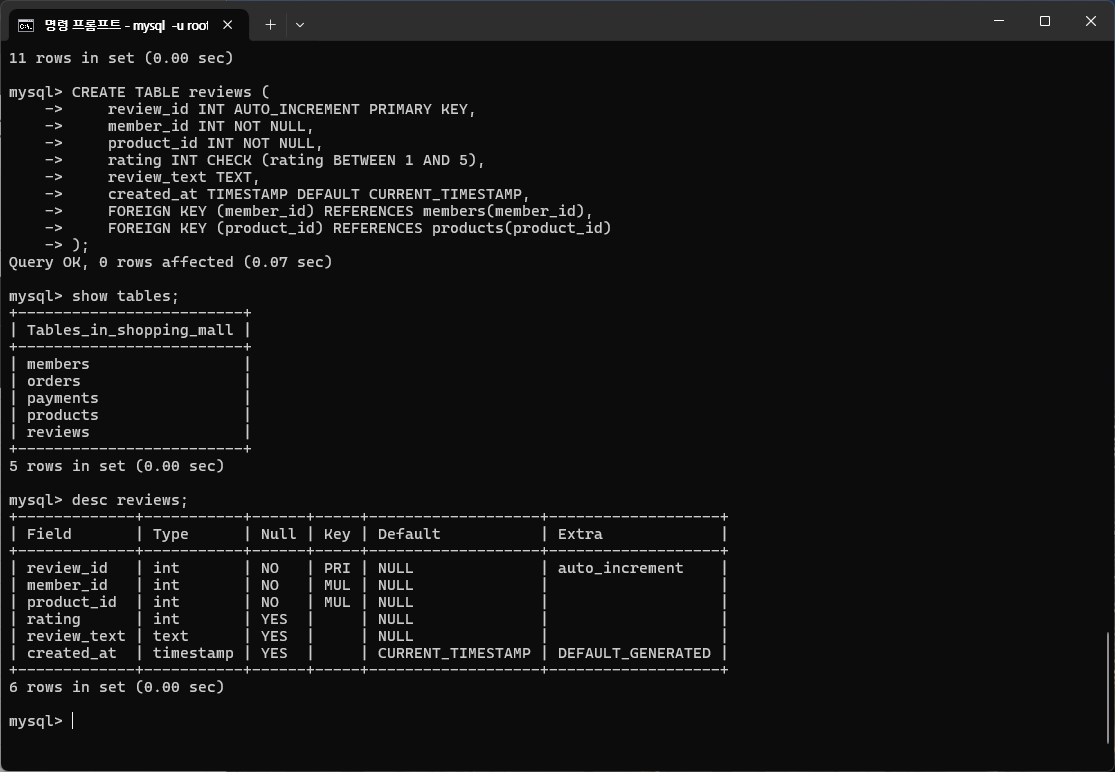 명령 프롬프트 - mysql  -u root
11 rows in set (0.00 sec)
mysql> CREATE TABLE reviews (
    ->     review_id INT AUTO_INCREMENT PRIMARY KEY,
    ->     member_id INT NOT NULL,
    ->     product_id INT NOT NULL,
    ->     rating INT CHECK (rating BETWEEN 1 AND 5),
    ->     review_text TEXT,
    ->     created_at TIMESTAMP DEFAULT CURRENT_TIMESTAMP,
    ->     FOREIGN KEY (member_id) REFERENCES members(member_id),
    ->     FOREIGN KEY (product_id) REFERENCES products(product_id)
    -> );
Query OK, 0 rows affected (0.07 sec)
mysql> show tables;
+-------------------------+
| Tables_in_shopping_mall |
+-------------------------+
| members                 |
| orders                  |
| payments                |
| products                |
| reviews                 |
+-------------------------+
5 rows in set (0.00 sec)
mysql> desc reviews;
+-------------+-----------+------+-----+-------------------+-------------------+
| Field       | Type      | Null | Key | Default           | Extra             |
+-------------+-----------+------+-----+-------------------+-------------------+
| review_id   | int       | NO   | PRI | NULL              | auto_increment    |
| member_id   | int       | NO   | MUL | NULL              |                   |
| product_id  | int       | NO   | MUL | NULL              |                   |
| rating      | int       | YES  |     | NULL              |                   |
| review_text | text      | YES  |     | NULL              |                   |
| created_at  | timestamp | YES  |     | CURRENT_TIMESTAMP | DEFAULT_GENERATED |
+-------------+-----------+------+-----+-------------------+-------------------+
6 rows in set (0.00 sec)
mysql>